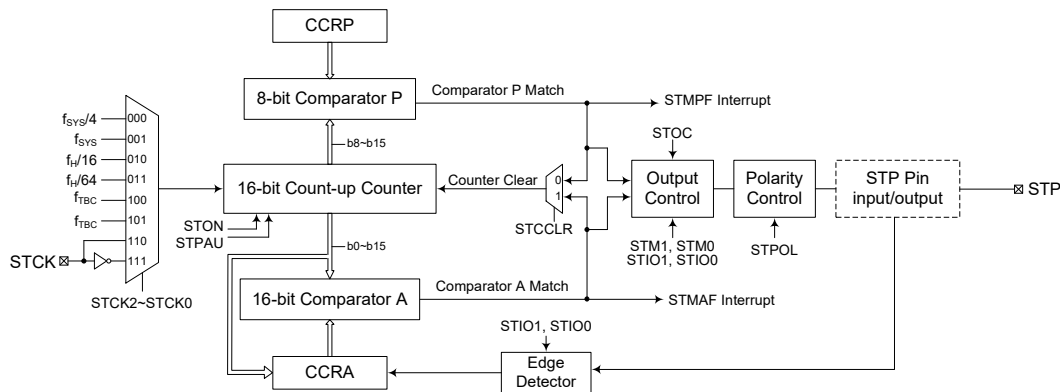 CCRP
8-bit Comparator P
Comparator P Match
STMPF Interrupt
b8~b15
fSYS/4
000
fSYS
001
fH/16
010
fH/64
011
fTBC
100
fTBC
101
110
111
STCK
STCK2~STCK0
16-bit Count-up Counter
STON
STPAU
Counter Clear
0
1
STCCLR
STOC
Output
Control
STM1, STM0
STIO1, STIO0
Polarity
Control
STPOL
STP Pin
input/output
STP
b0~b15
16-bit Comparator A
Comparator A Match
STMAF Interrupt
CCRA
STIO1, STIO0
Edge
Detector